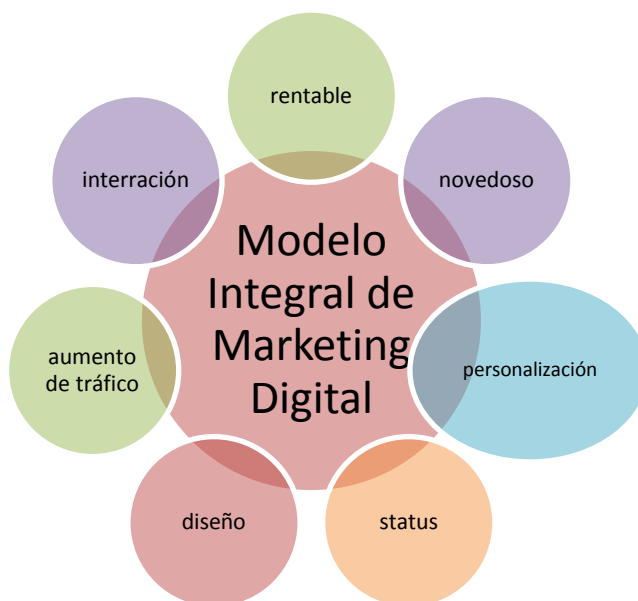 rentable
interración
novedoso
Modelo
Integral de
Marketing
Digital
aumento
de tráfico
personalización
diseño
status